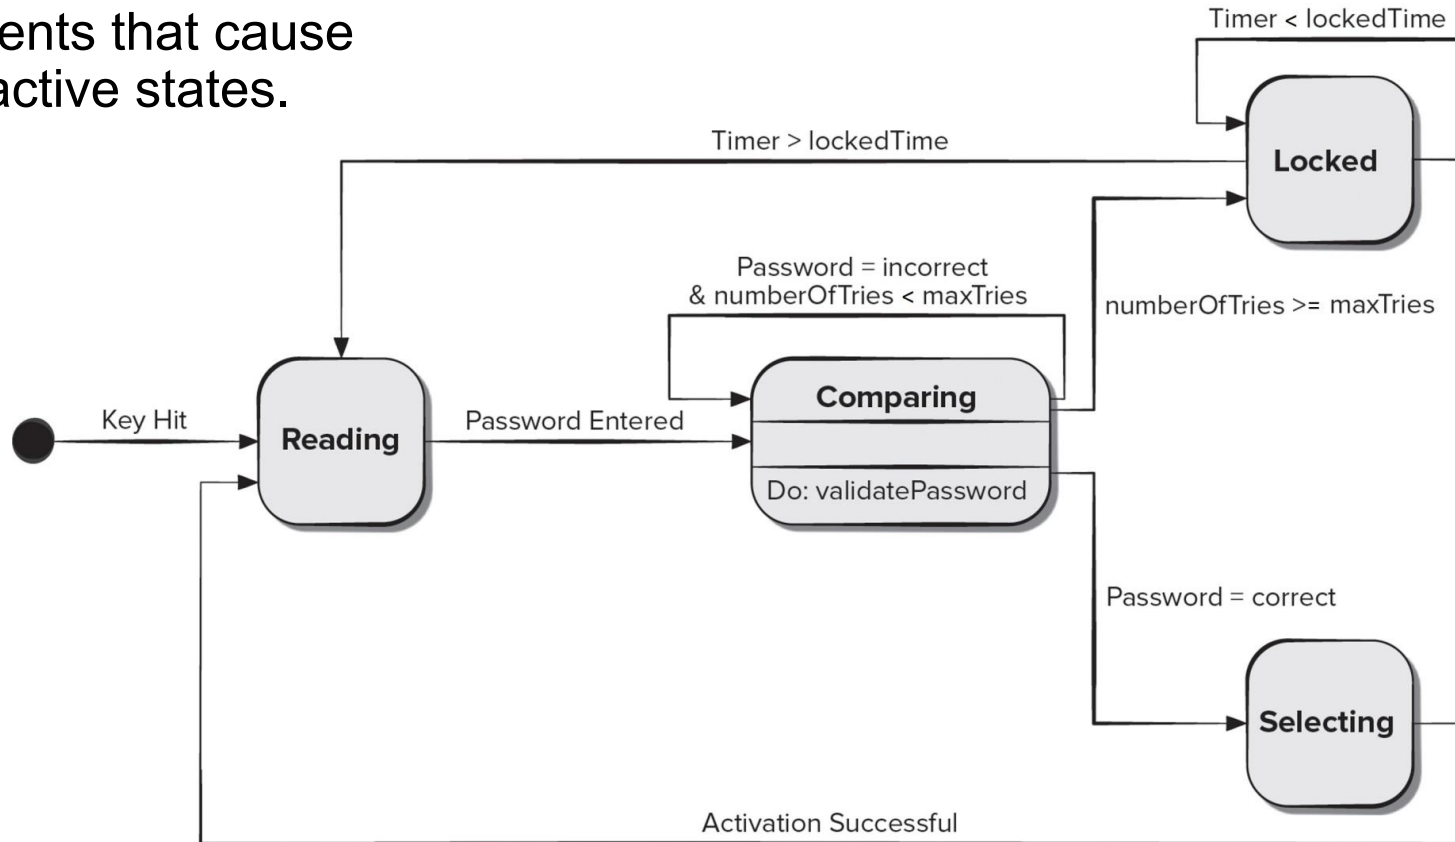 ents that cause
active states.
Timer < lockedTime
Timer > lockedTime
Locked
Password = incorrect
& numberOfTries < maxTries
numberOfTries >= maxTries
Key Hit
Reading
Password Entered
Comparing
Do: validatePassword
Password = correct
Selecting
Activation Successful